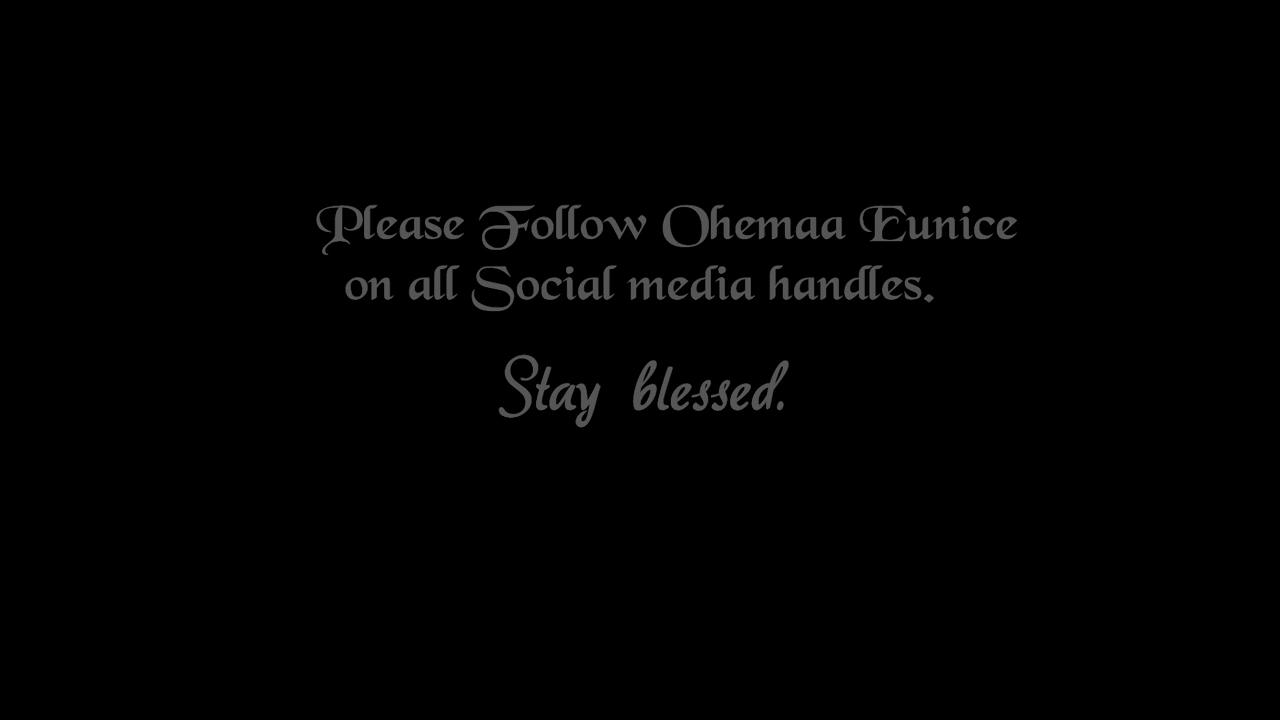 Please Follow Ohemaa Eunice
on all Social media handles.
Stay blessed.